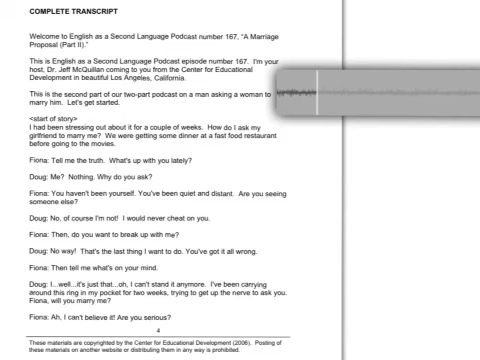 COMPLETE TRANSCRIPT
Welcome to English as a Second Language Podcast number 167, “A Marriage
Proposal (Part II).”
This is English as a Second Language Podcast episode number 167. I'm your
host, Dr. Jeff McQuillan coming to you from the Center for Educational
Development in beautiful Los Angeles, California.
This is the second part of our two-part podcast on a man asking a woman to
marry him. Let's get started.
<start of story>
I had been stressing out about it for a couple of weeks. How do I ask my
girlfriend to marry me? We were getting some dinner at a fast food restaurant
before going to the movies.
Fiona: Tell me the truth. What's up with you lately?
Doug: Me? Nothing. Why do you ask?
Fiona: You haven't been yourself. You've been quiet and distant. Are you seeing
someone else?
Doug: No, of course I'm not! I would never cheat on you.
Fiona: Then, do you want to break up with me?
Doug: No way! That's the last thing I want to do. You've got it all wrong.
Fiona: Then tell me what's on your mind.
Doug: I...well...it's just that...oh, I can't stand it anymore. I've been carrying
around this ring in my pocket for two weeks, trying to get up the nerve to ask you.
Fiona, will you marry me?
Fiona: Ah, I can't believe it! Are you serious?
4
These materials are copyrighted by the Center for Educational Development (2006). Posting of
these materials on another website or distributing them in any way is prohibited.